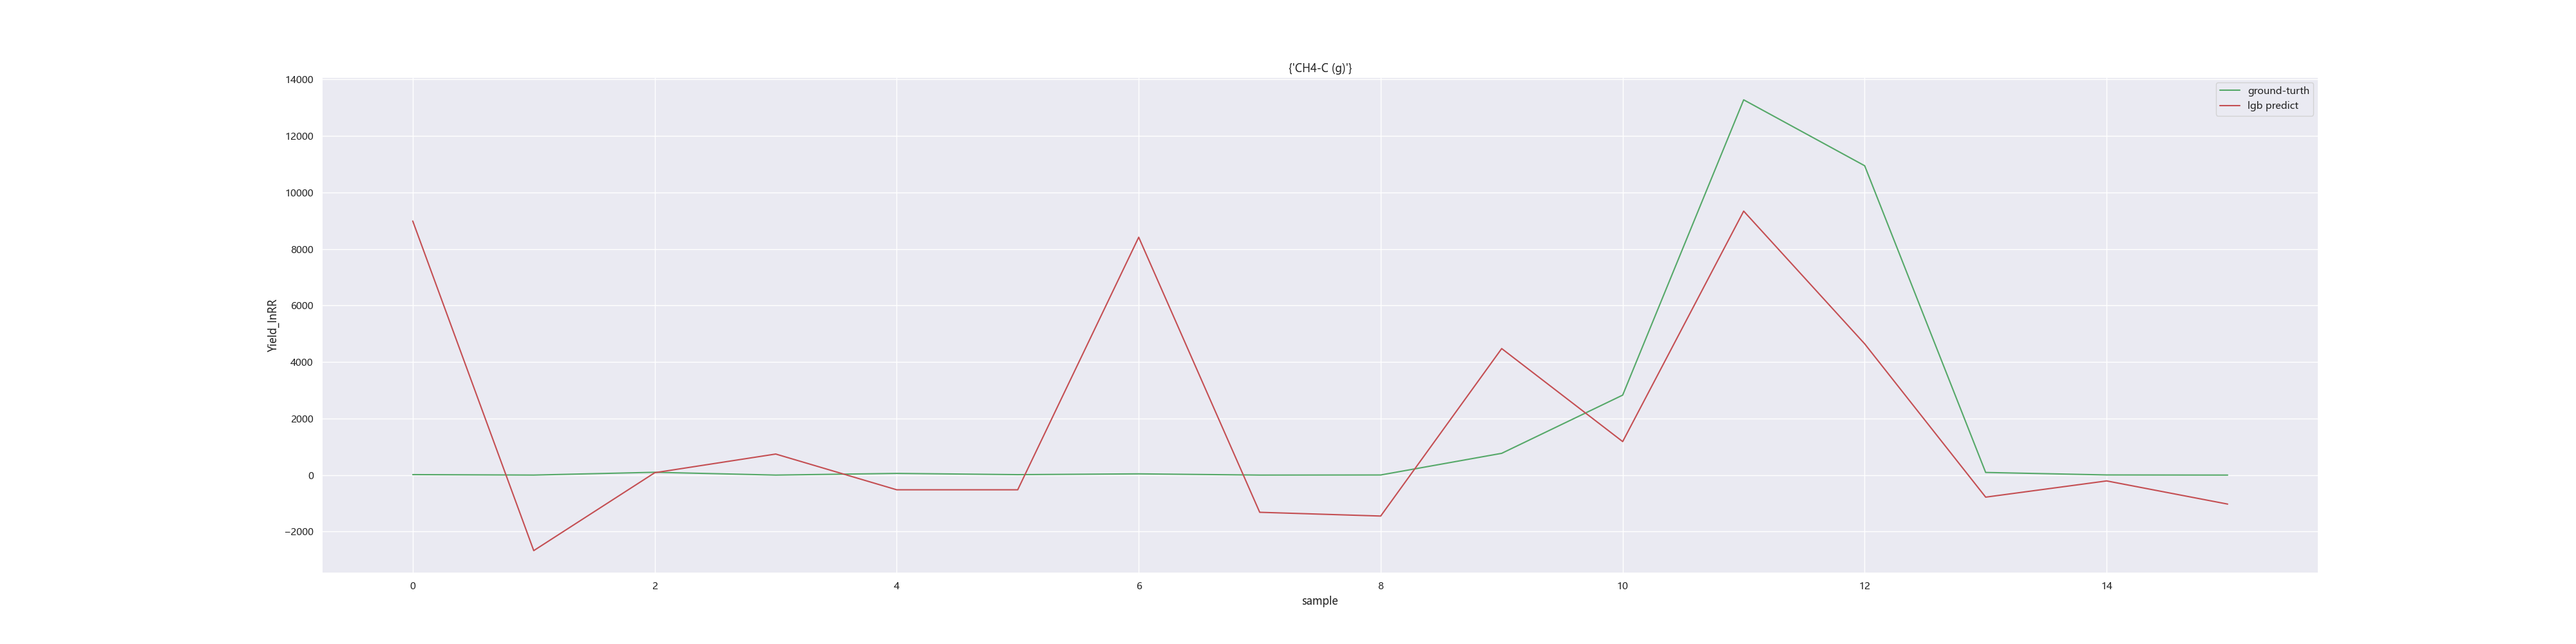 {'CH4-C (g)'}
14000
12000
10000
8000
6000
4000
2000
0
−2000
Yield_lnRR
ground-turth
lgb predict
0 2 4 6 8 10 12 14
sample